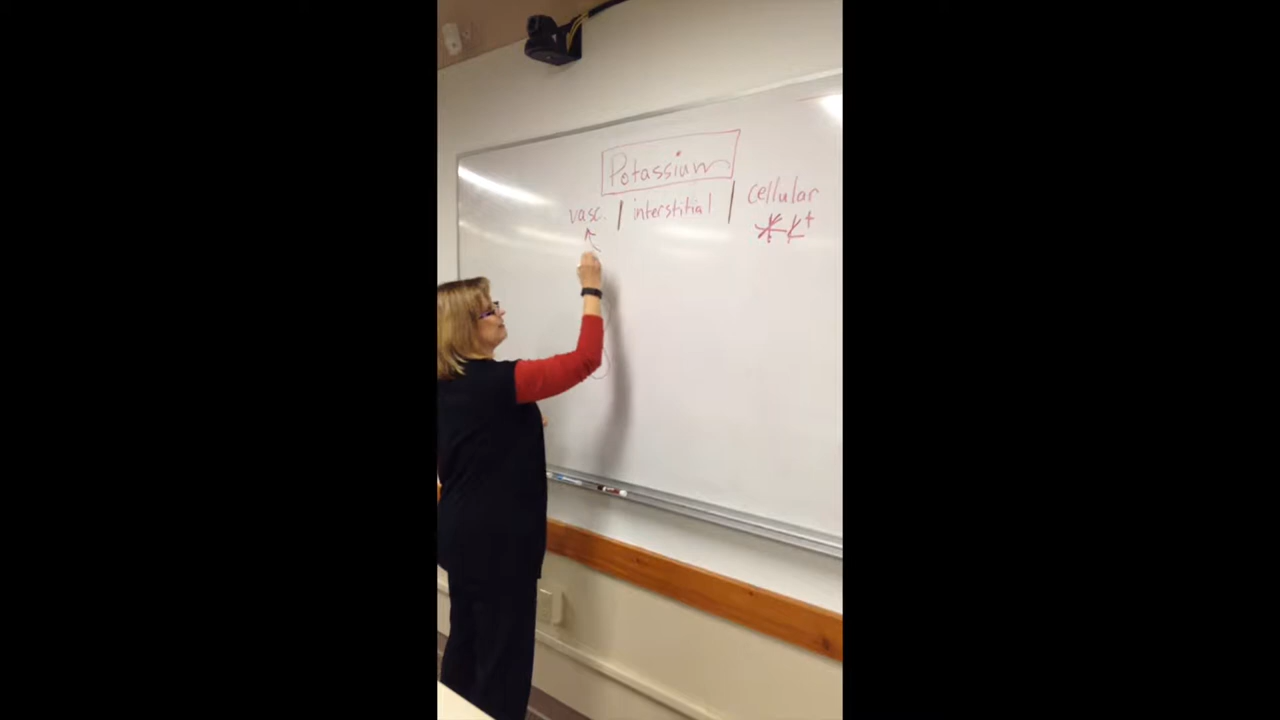 Potassium
vasc. | interstitial | cellular
K+